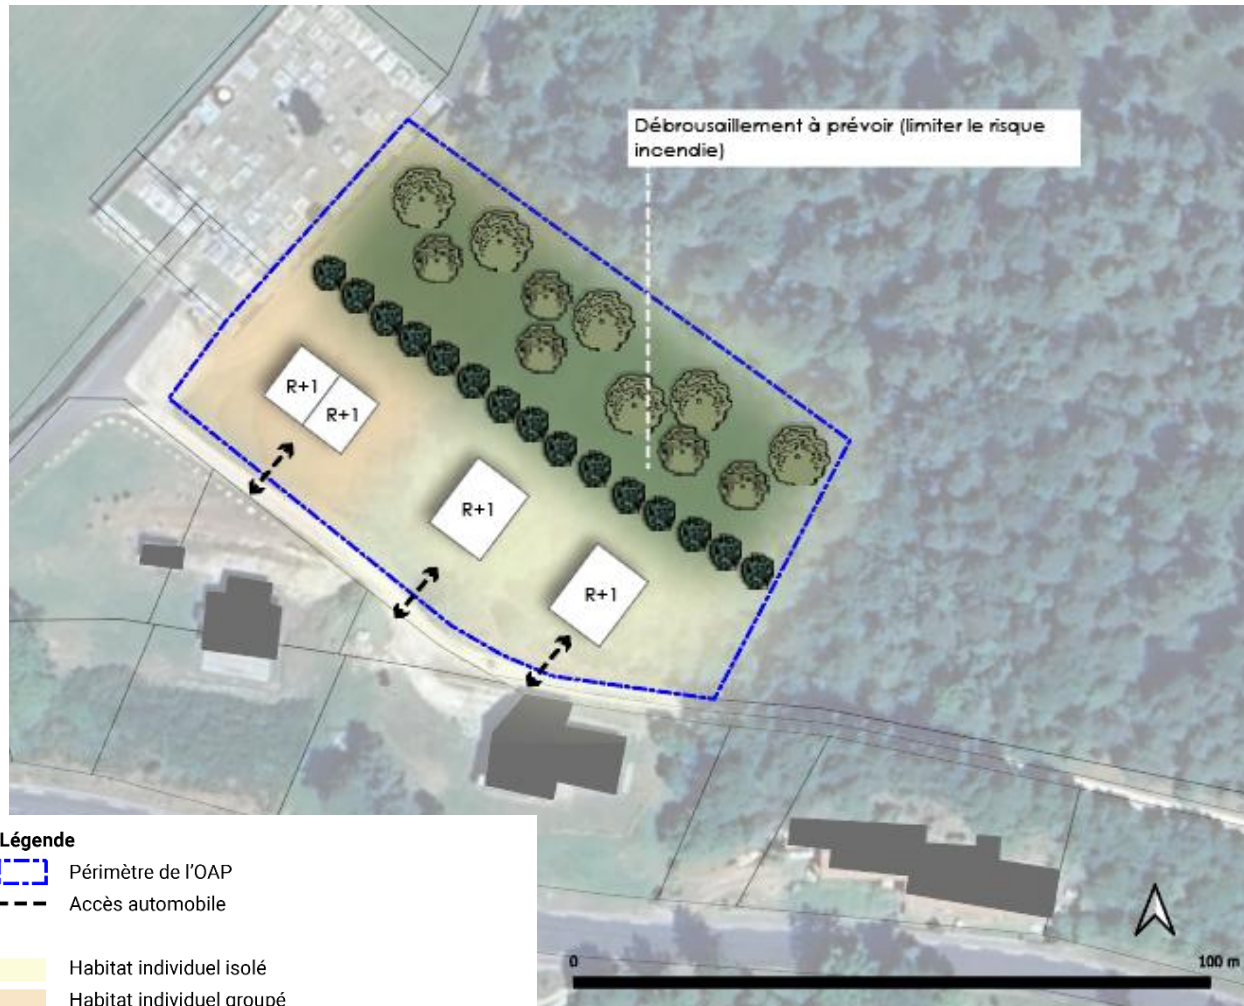 Débrousaillement à prévoir (limiter le risque
incendie)
R+1
R+1
R+1
R+1
Légende
Périmètre de l'OAP
Accès automobile
Habitat individuel isolé
Habitat individuel groupé
0
100 m